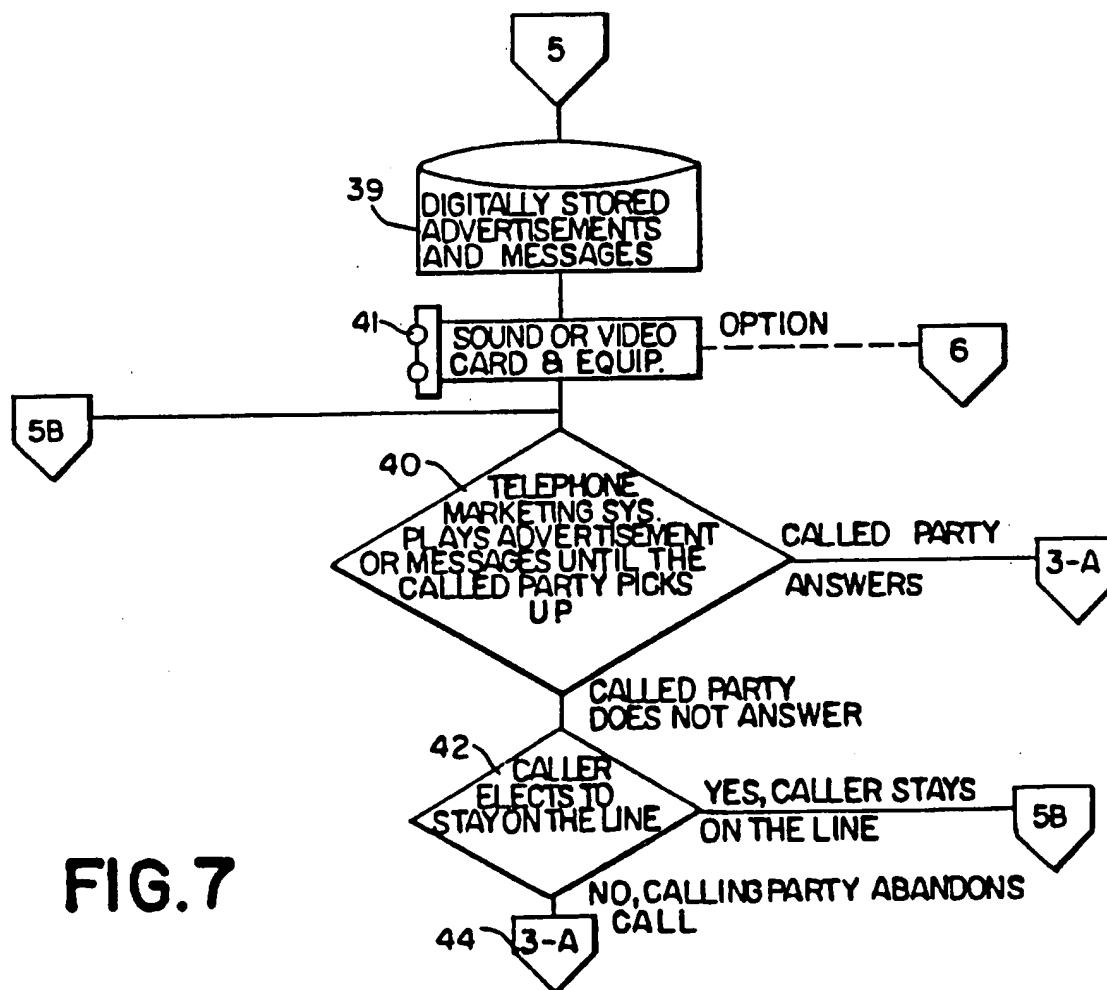 5
39
DIGITALLY STORED
ADVERTISEMENTS
AND MESSAGES
41
SOUND OR VIDEO
CARD & EQUIP.
OPTION
6
5B
40
TELEPHONE
MARKETING SYS.
PLAYS ADVERTISEMENT
OR MESSAGES UNTIL THE
CALLED PARTY PICKS
UP
CALLED PARTY
ANSWERS
3-A
CALLED PARTY
DOES NOT ANSWER
42
CALLER
ELECTS TO
STAY ON THE LINE
YES, CALLER STAYS
ON THE LINE
5B
NO, CALLING PARTY ABANDONS
CALL
44
3-A
FIG.7